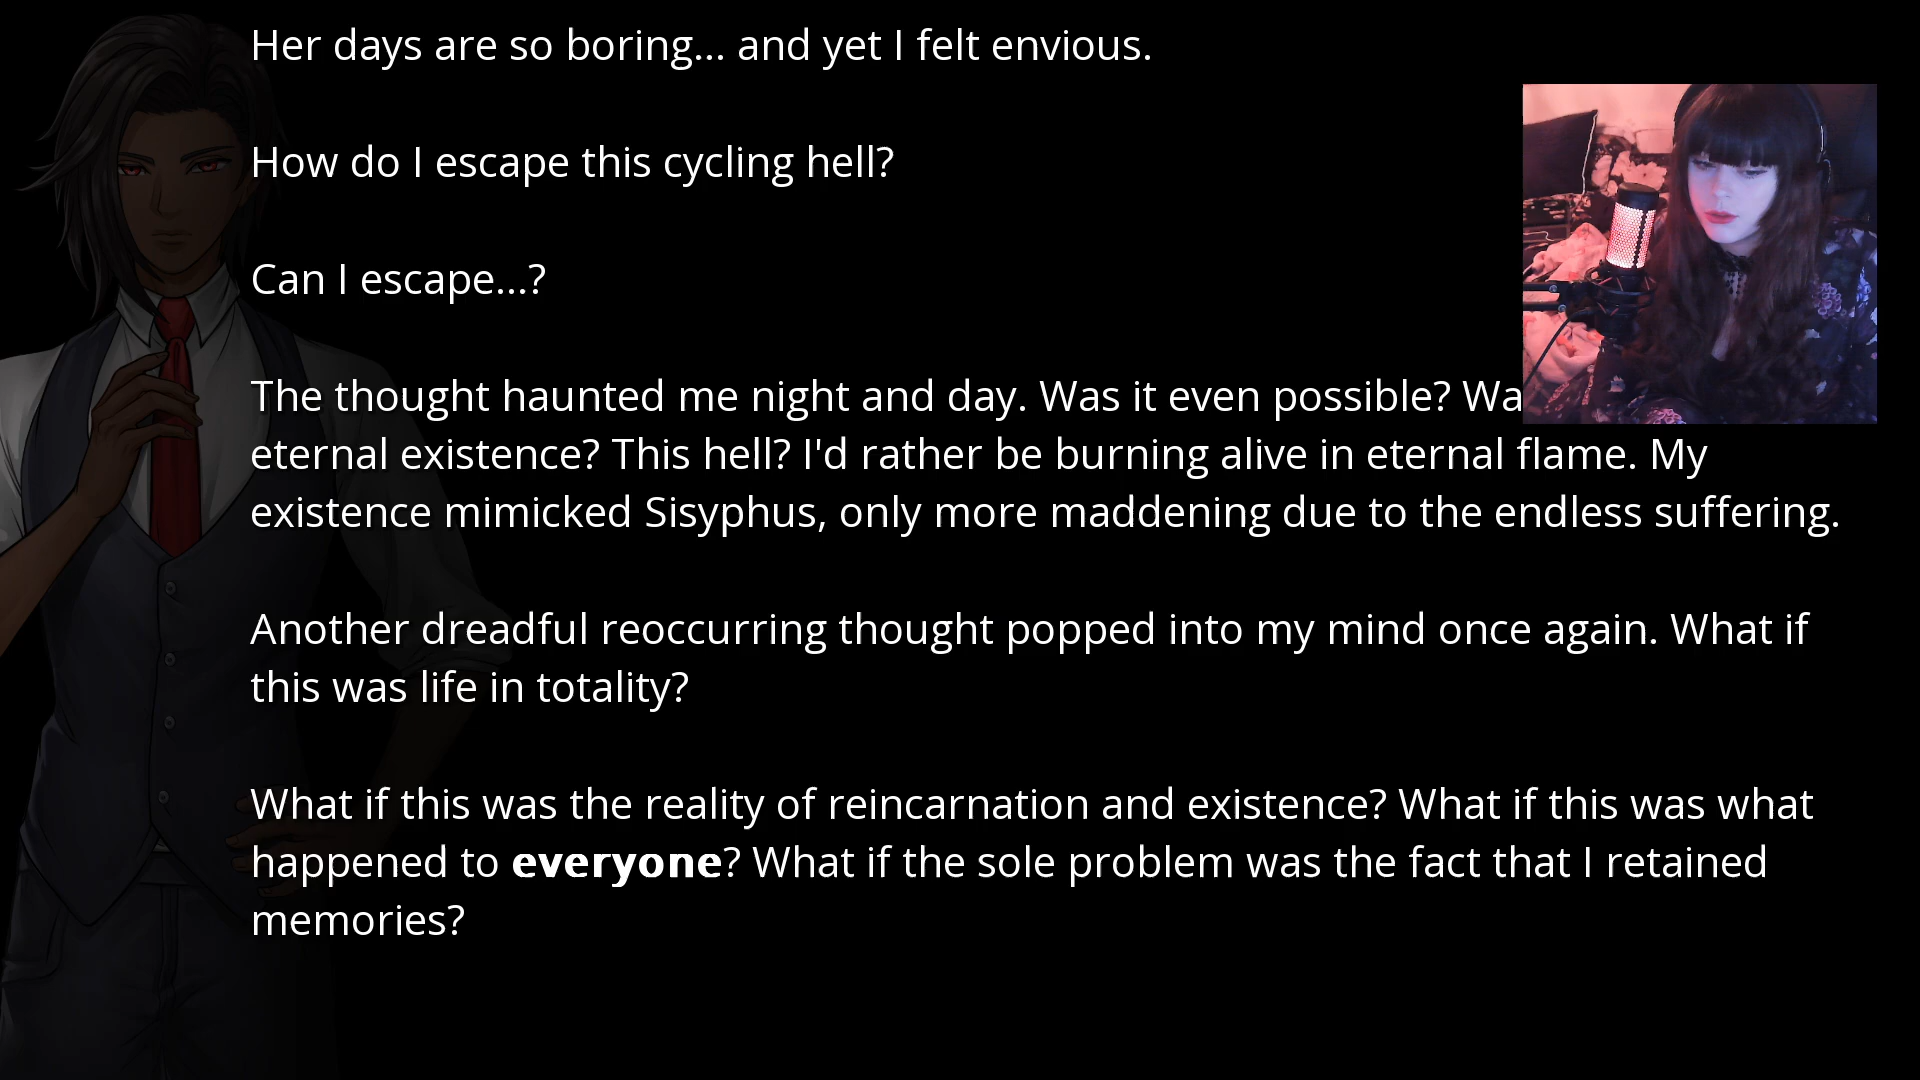 Her days are so boring... and yet I felt envious.
How do I escape this cycling hell?
Can I escape...?
The thought haunted me night and day. Was it even possible? Wa
eternal existence? This hell? I'd rather be burning alive in eternal flame. My
existence mimicked Sisyphus, only more maddening due to the endless suffering.
Another dreadful reoccurring thought popped into my mind once again. What if
this was life in totality?
What if this was the reality of reincarnation and existence? What if this was what
happened to everyone? What if the sole problem was the fact that I retained
memories?